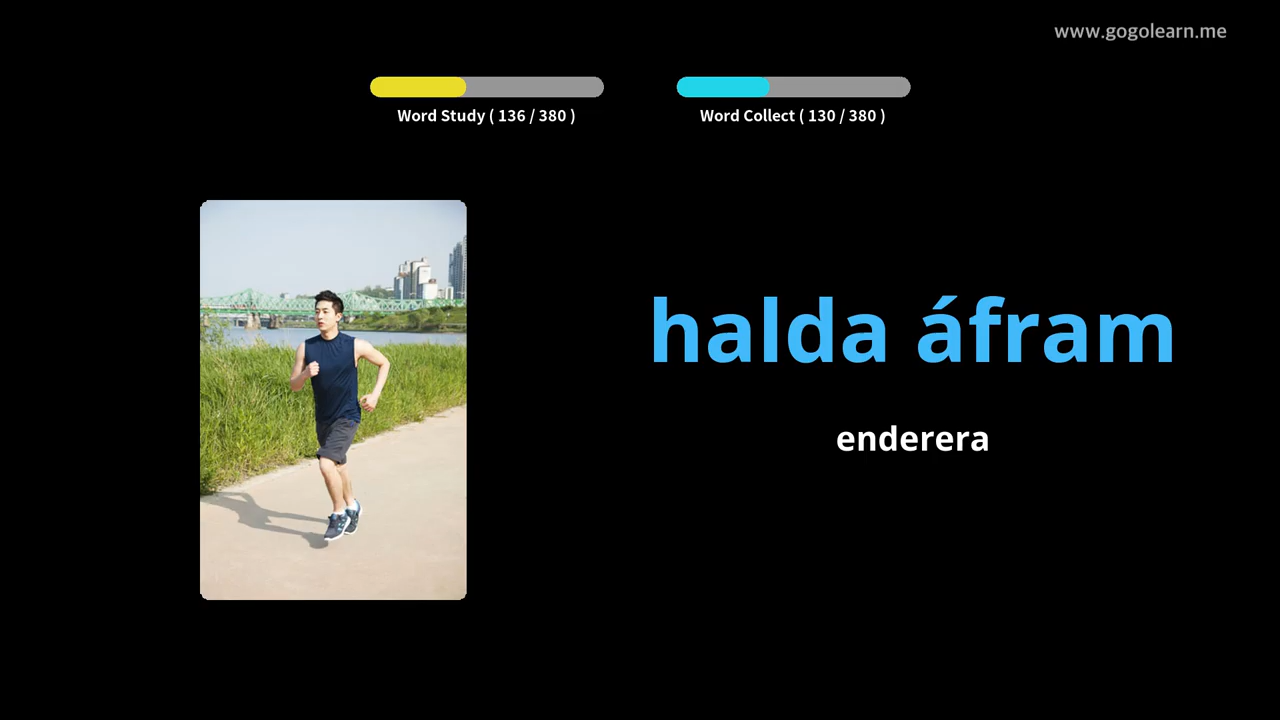 www.gogolearn.me
Word Study ( 136 / 380 )
Word Collect ( 130 / 380 )
halda áfram
enderera